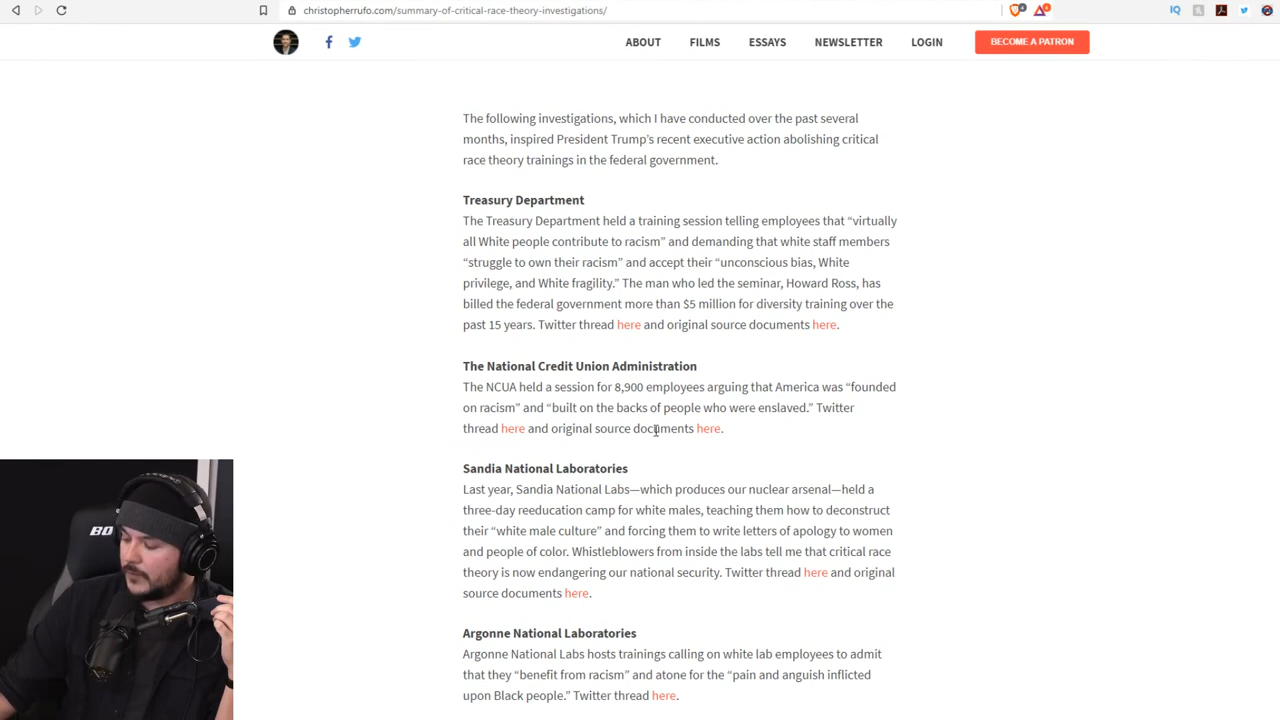 christopherrufo.com/summary-of-critical-race-theory-investigations/
ABOUT FILMS ESSAYS NEWSLETTER LOGIN BECOME A PATRON
The following investigations, which I have conducted over the past several
months, inspired President Trump’s recent executive action abolishing critical
race theory trainings in the federal government.
Treasury Department
The Treasury Department held a training session telling employees that “virtually
all White people contribute to racism” and demanding that white staff members
“struggle to own their racism” and accept their “unconscious bias, White
privilege, and White fragility.” The man who led the seminar, Howard Ross, has
billed the federal government more than $5 million for diversity training over the
past 15 years. Twitter thread here and original source documents here.
The National Credit Union Administration
The NCUA held a session for 8,900 employees arguing that America was “founded
on racism” and “built on the backs of people who were enslaved.” Twitter
thread here and original source documents here.
Sandia National Laboratories
Last year, Sandia National Labs—which produces our nuclear arsenal—held a
three-day reeducation camp for white males, teaching them how to deconstruct
their “white male culture” and forcing them to write letters of apology to women
and people of color. Whistleblowers from inside the labs tell me that critical race
theory is now endangering our national security. Twitter thread here and original
source documents here.
Argonne National Laboratories
Argonne National Labs hosts trainings calling on white lab employees to admit
that they “benefit from racism” and atone for the “pain and anguish inflicted
upon Black people.” Twitter thread here.